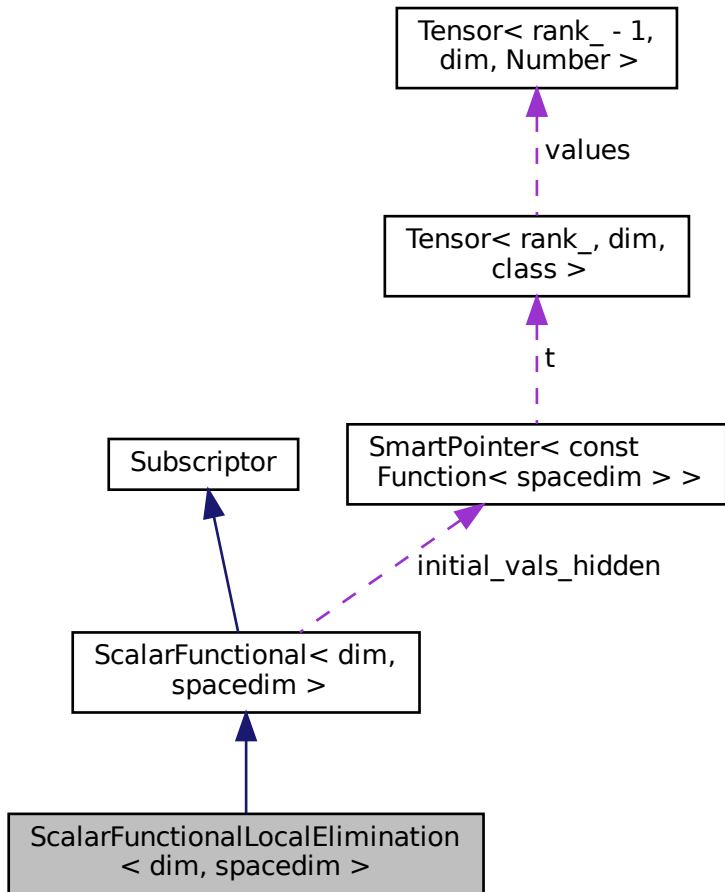 Tensor< rank_ - 1,
dim, Number >
values
Tensor< rank_, dim,
class >
t
SmartPointer< const
Function< spacedim > >
Subscriptor
initial_vals_hidden
ScalarFunctional< dim,
spacedim >
ScalarFunctionalLocalElimination
< dim, spacedim >